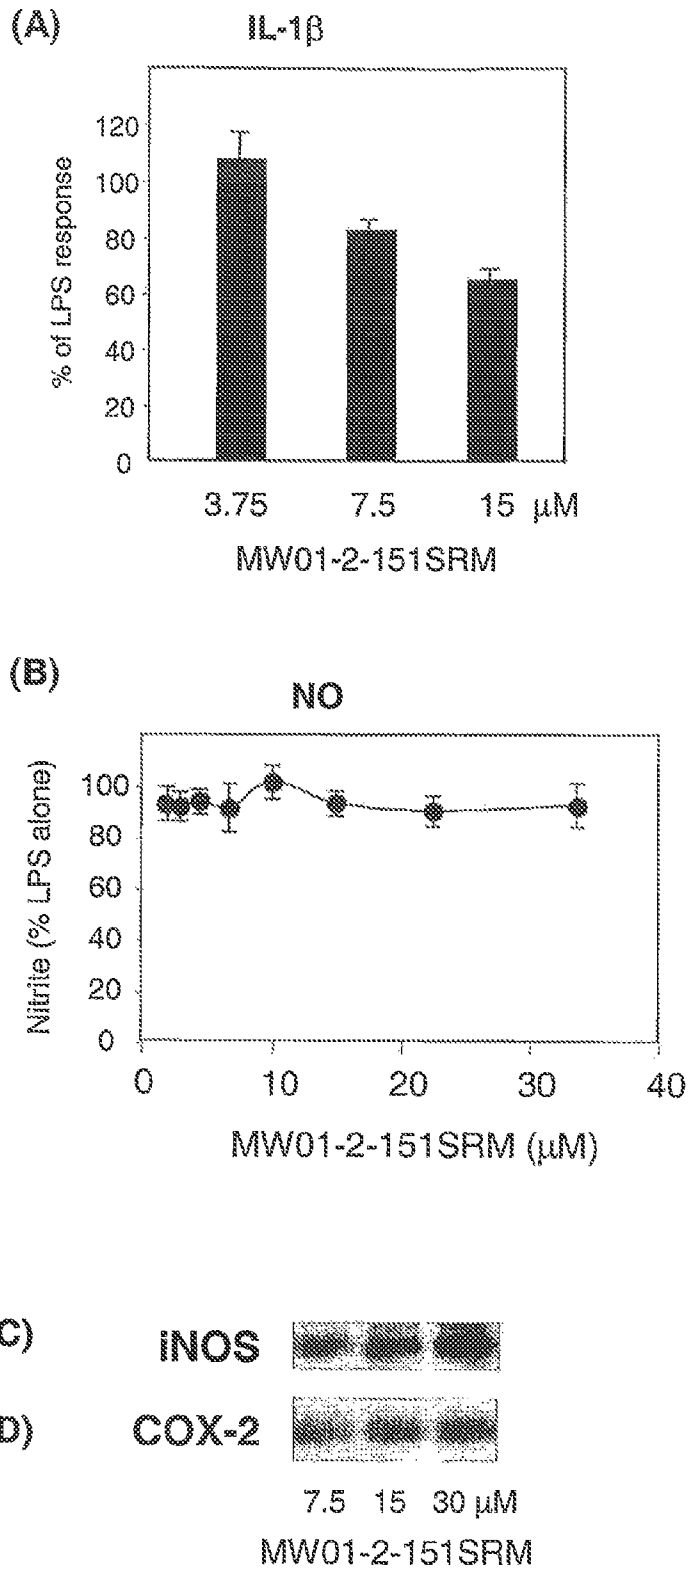 (A)
IL-1β
120
100
80
60
40
20
0
% of LPS response
3.75 7.5 15 μM
MW01-2-151SRM
(B)
NO
100
80
60
40
20
0
Nitrite (% LPS alone)
0 10 20 30 40
MW01-2-151SRM (μM)
C)
iNOS
D)
COX-2
7.5 15 30 μM
MW01-2-151SRM